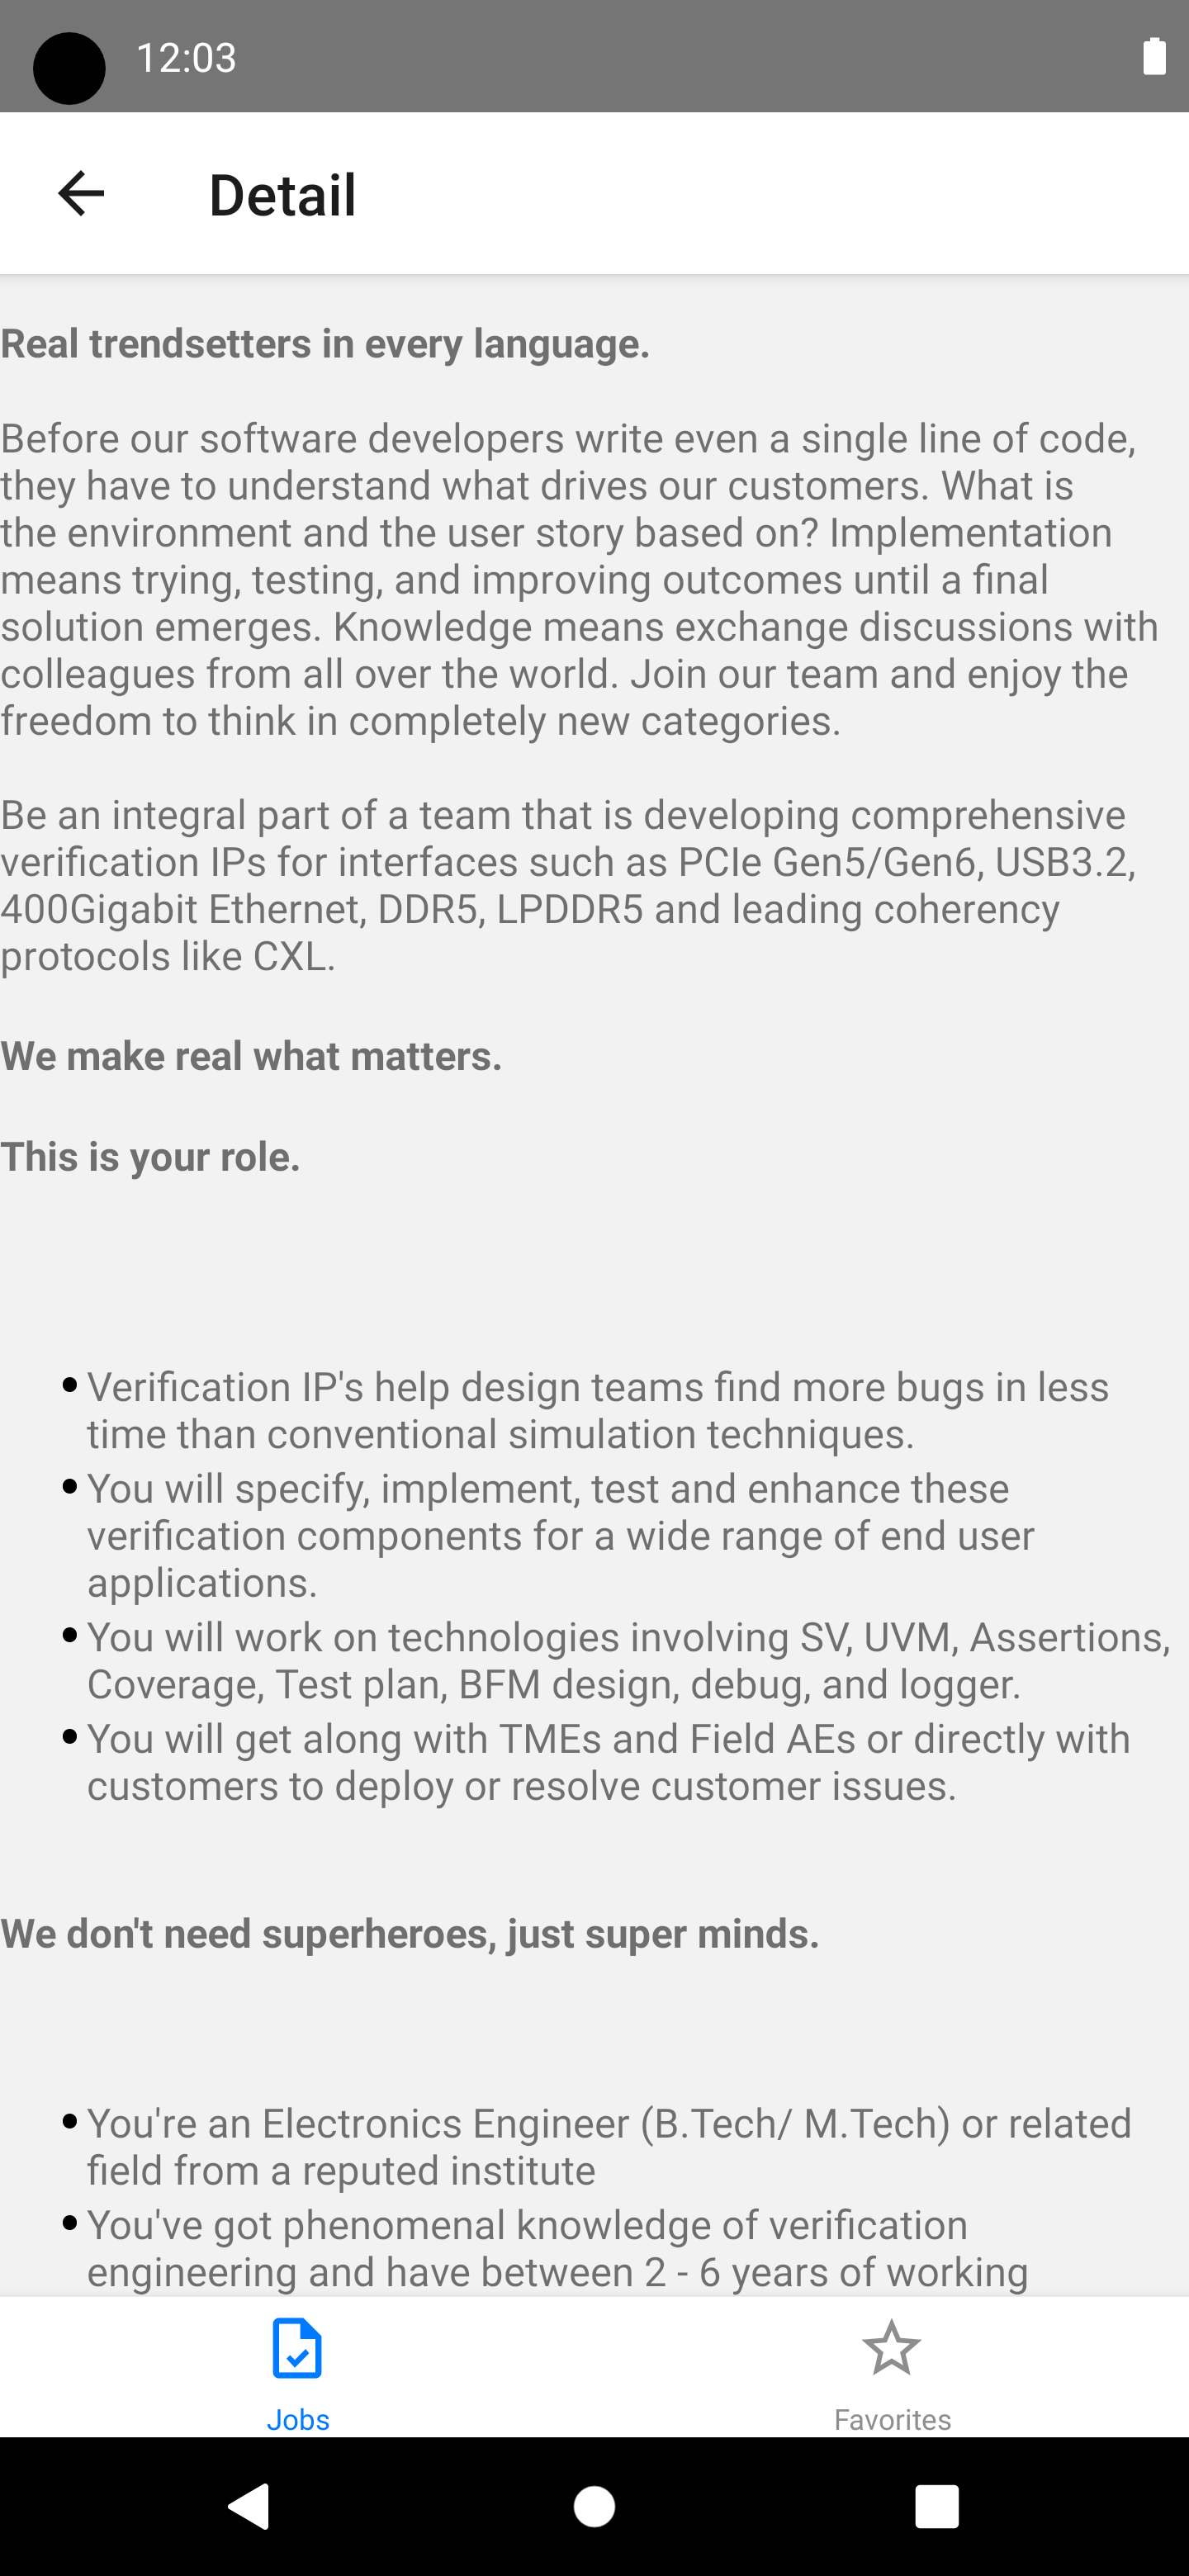 12:03
Detail
Real trendsetters in every language.
Before our software developers write even a single line of code,
they have to understand what drives our customers. What is
the environment and the user story based on? Implementation
means trying, testing, and improving outcomes until a final
solution emerges. Knowledge means exchange discussions with
colleagues from all over the world. Join our team and enjoy the
freedom to think in completely new categories.
Be an integral part of a team that is developing comprehensive
verification IPs for interfaces such as PCIe Gen5/Gen6, USB3.2,
400Gigabit Ethernet, DDR5, LPDDR5 and leading coherency
protocols like CXL.
We make real what matters.
This is your role.
• Verification IP's help design teams find more bugs in less
time than conventional simulation techniques.
• You will specify, implement, test and enhance these
verification components for a wide range of end user
applications.
• You will work on technologies involving SV, UVM, Assertions,
Coverage, Test plan, BFM design, debug, and logger.
• You will get along with TMEs and Field AEs or directly with
customers to deploy or resolve customer issues.
We don't need superheroes, just super minds.
• You're an Electronics Engineer (B.Tech/ M.Tech) or related
field from a reputed institute
• You've got phenomenal knowledge of verification
engineering and have between 2 - 6 years of working
Jobs
Favorites